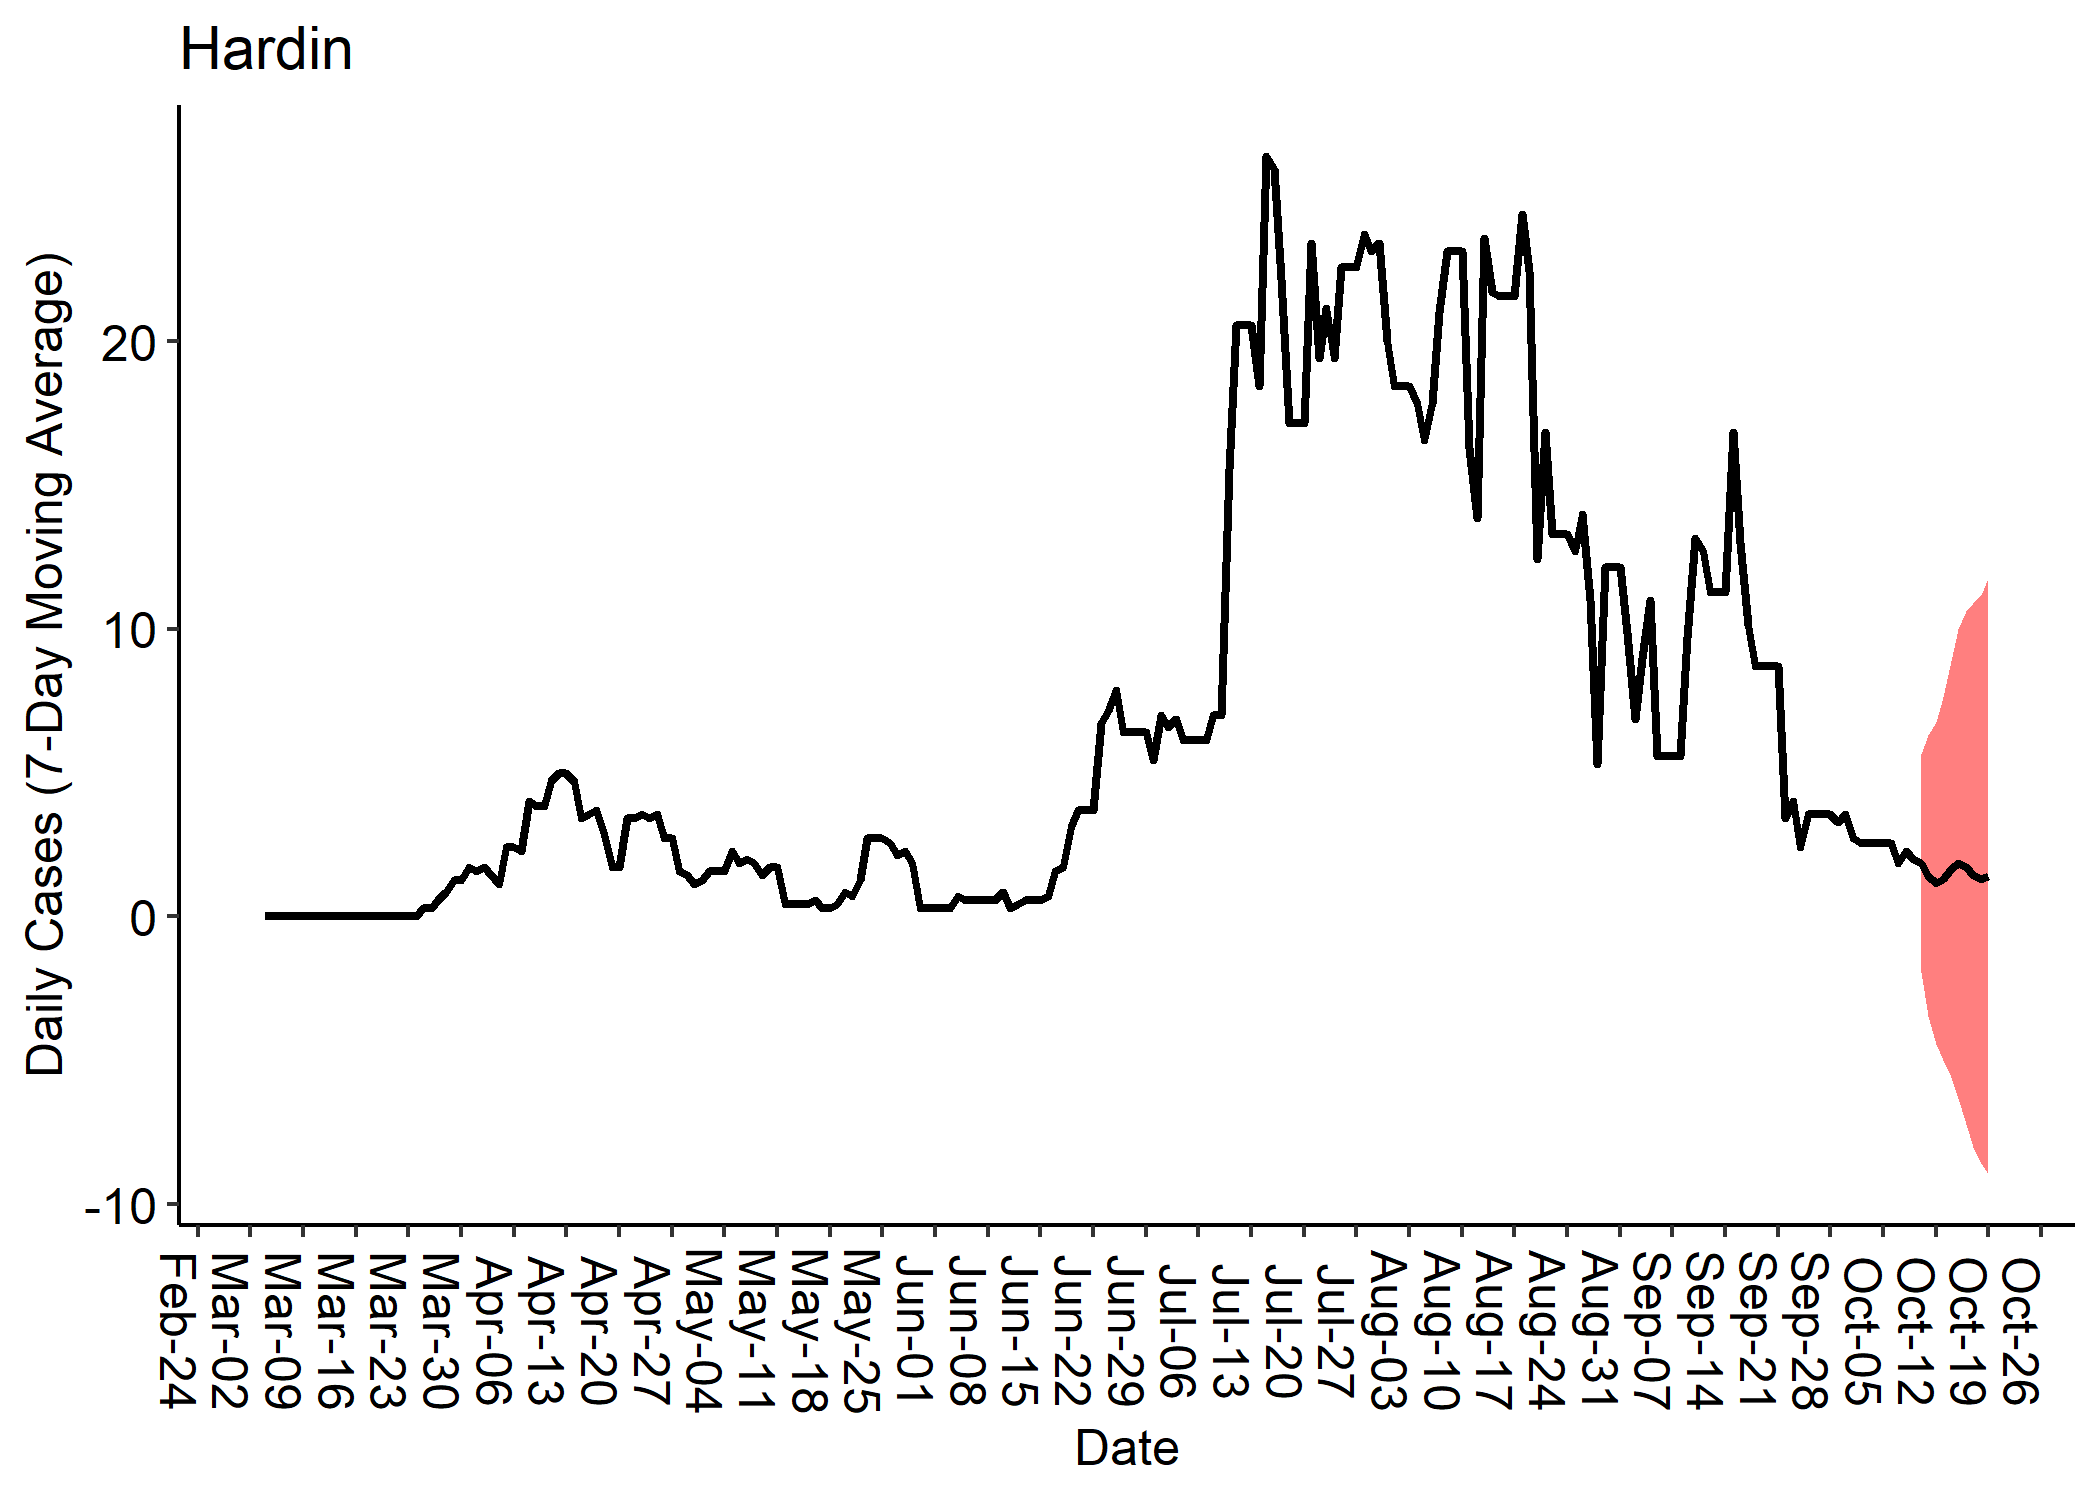 Hardin
Daily Cases (7-Day Moving Average)
20
10
0
-10
Feb-24
Mar-02
Mar-09
Mar-16
Mar-23
Mar-30
Apr-06
Apr-13
Apr-20
Apr-27
May-04
May-11
May-18
May-25
Jun-01
Jun-08
Jun-15
Jun-22
Jun-29
Jul-06
Jul-13
Jul-20
Jul-27
Aug-03
Aug-10
Aug-17
Aug-24
Aug-31
Sep-07
Sep-14
Sep-21
Sep-28
Oct-05
Oct-12
Oct-19
Oct-26
Date